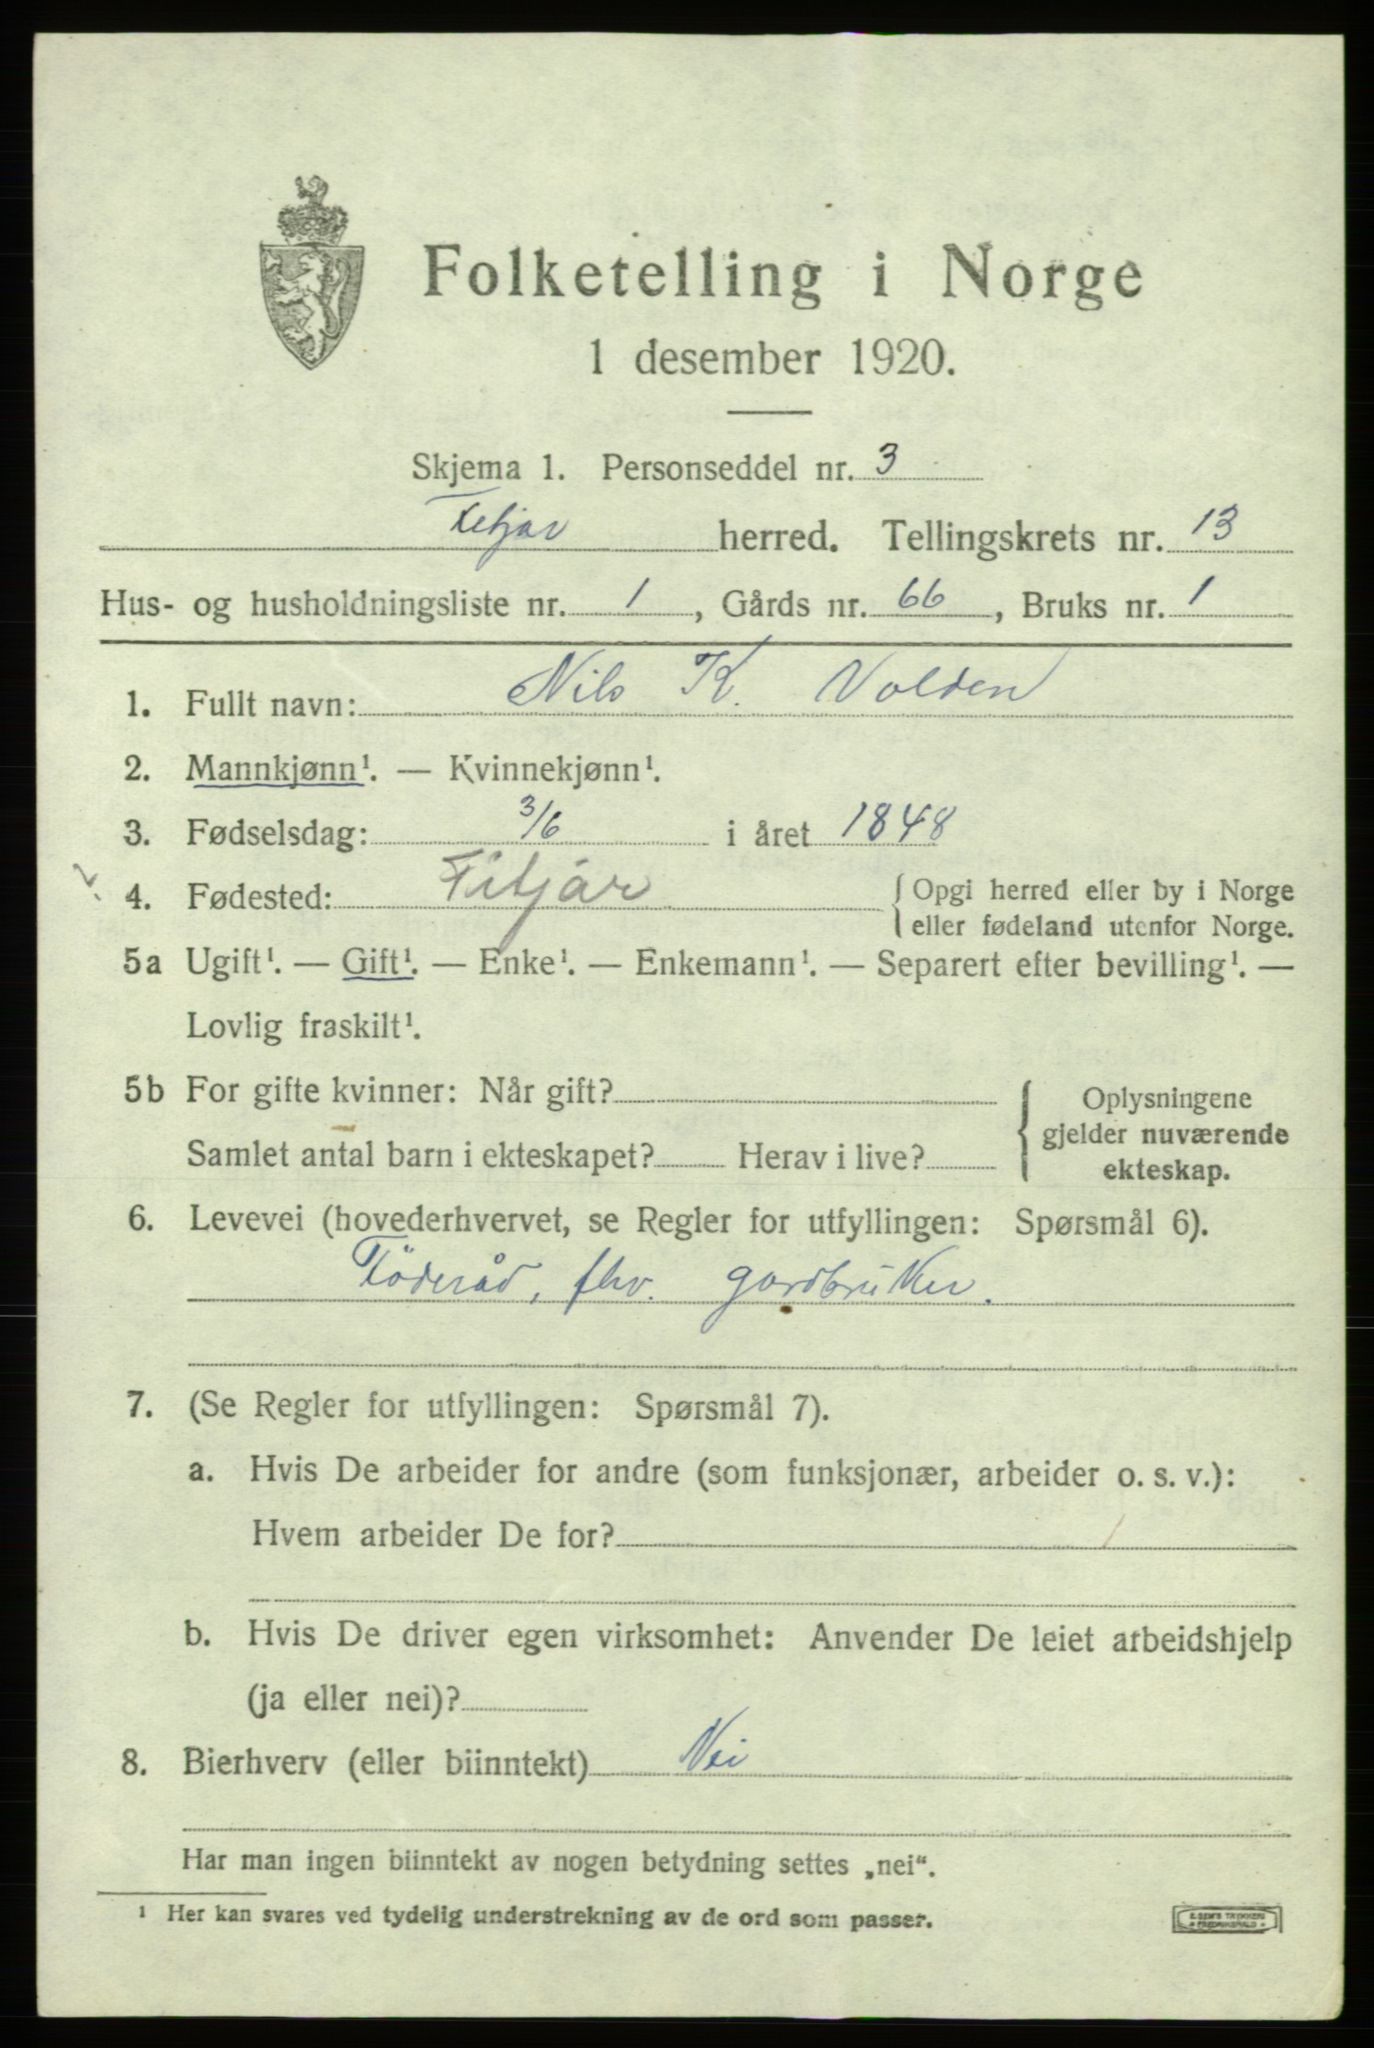 Folketelling i Norge
1 desember 1920.
Skjema 1. Personseddel nr. 3
Fitjar herred. Tellingskrets nr. 13
Hus- og husholdningsliste nr. 1, Gårds nr. 66, Bruks nr. 1
1. Fullt navn: Nils K. Volden
2. Mannkjønn¹. — Kvinnekjønn¹.
3. Fødselsdag: 3/6 i året 1848
2
4. Fødested: Fitjar { Opgi herred eller by i Norge
eller fødeland utenfor Norge.
5a Ugift¹. — Gift¹. — Enke¹. — Enkemann¹. — Separert efter bevilling¹. —
Lovlig fraskilt¹.
5b For gifte kvinner: Når gift?
Samlet antal barn i ekteskapet? Herav i live?
{ Oplysningene
gjelder nuværende
ekteskap.
6. Levevei (hovederhvervet, se Regler for utfyllingen: Spørsmål 6).
Föderåd, fhv. gardbruker.
7. (Se Regler for utfyllingen: Spørsmål 7).
a. Hvis De arbeider for andre (som funksjonær, arbeider o. s. v.):
Hvem arbeider De for?
b. Hvis De driver egen virksomhet: Anvender De leiet arbeidshjelp
(ja eller nei)?
8. Bierhverv (eller biinntekt) Nei
Har man ingen biinntekt av nogen betydning settes „nei“.
¹ Her kan svares ved tydelig understrekning av de ord som passer.